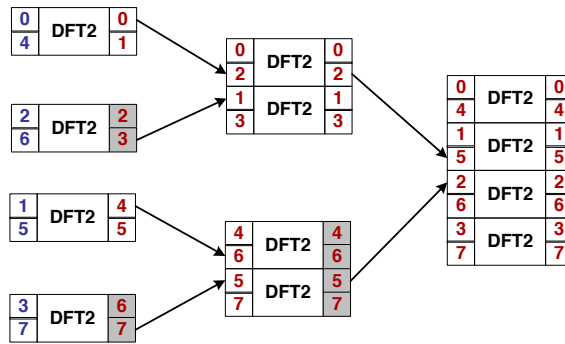 0 DFT2 0
4 1
2 DFT2 2
6 3
1 DFT2 4
5 5
3 DFT2 6
7 7
0 DFT2 0
2 2
1 DFT2 1
3 3
4 DFT2 4
6 6
5 DFT2 5
7 7
0 DFT2 0
4 4
1 DFT2 1
5 5
2 DFT2 2
6 6
3 DFT2 3
7 7